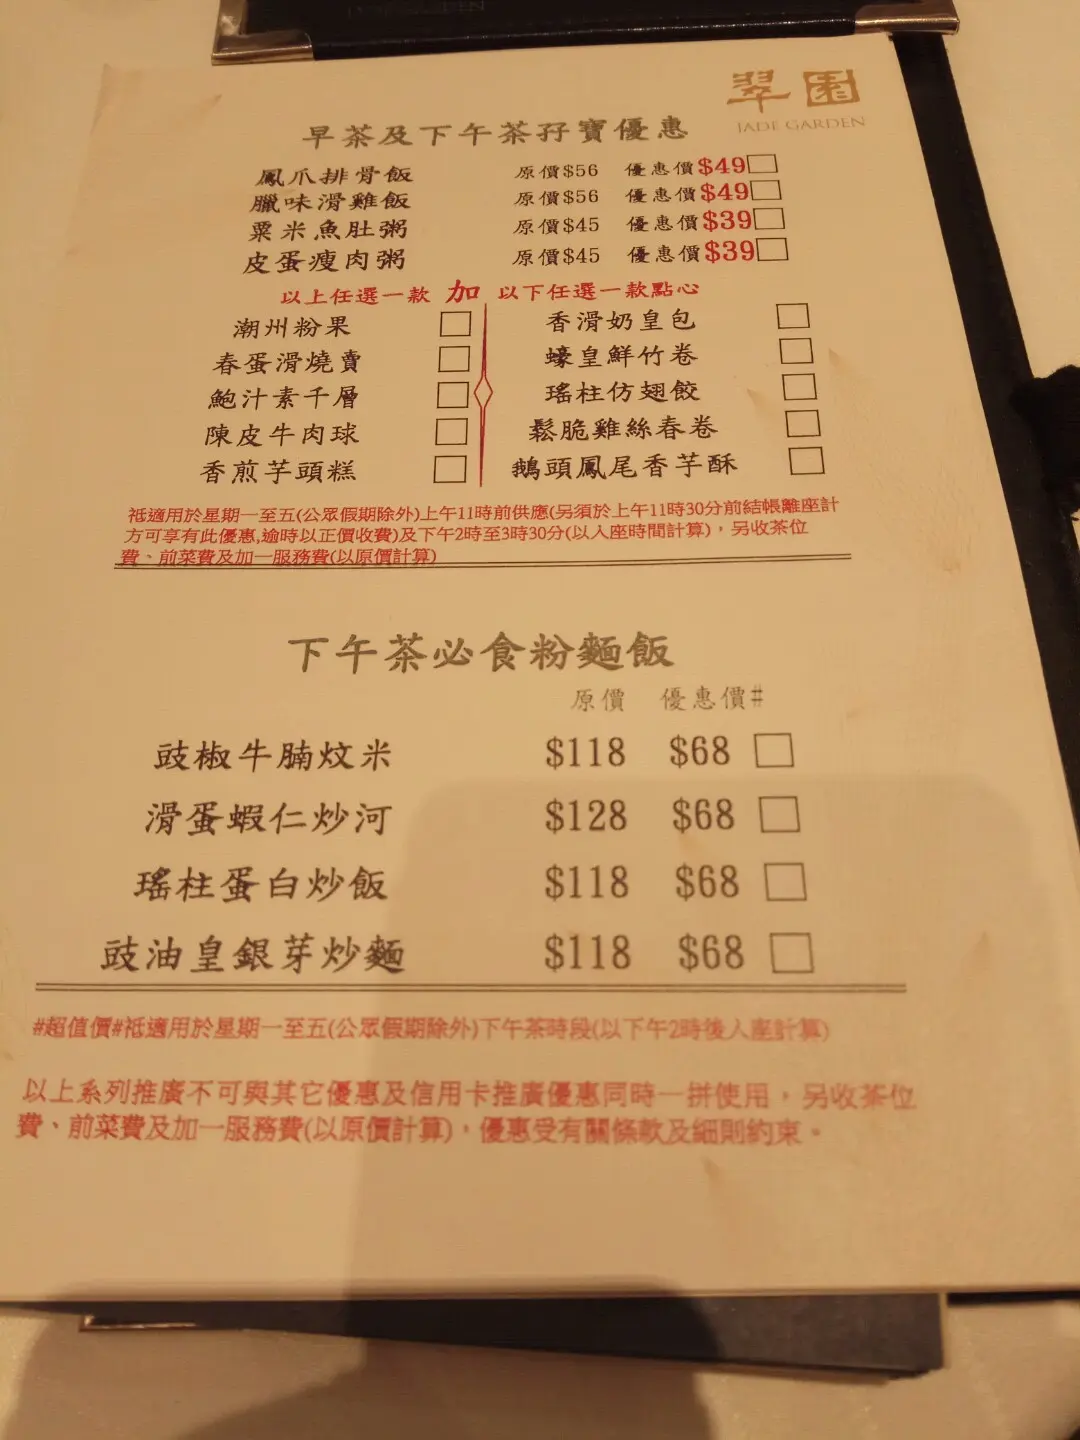 翠園
JADE GARDEN
早茶及下午茶孖寶優惠
鳳爪排骨飯 原價$56 優惠價$49
臘味滑雞飯 原價$56 優惠價$49
粟米魚肚粥 原價$45 優惠價$39
皮蛋瘦肉粥 原價$45 優惠價$39
以上任選一款 加 以下任選一款點心
潮州粉果 香滑奶皇包
春蛋滑燒賣 蠔皇鮮竹卷
鮑汁素千層 瑤柱仿翅餃
陳皮牛肉球 鬆脆雞絲春卷
香煎芋頭糕 鵝頭鳳尾香芋酥
祗適用於星期一至五(公眾假期除外)上午11時前供應(另須於上午11時30分前結帳離座計
方可享有此優惠,逾時以正價收費)及下午2時至3時30分(以入座時間計算)，另收茶位
費、前菜費及加一服務費(以原價計算)
下午茶必食粉麵飯
原價 優惠價#
豉椒牛腩炆米 $118 $68
滑蛋蝦仁炒河 $128 $68
瑤柱蛋白炒飯 $118 $68
豉油皇銀芽炒麵 $118 $68
#超值價#祗適用於星期一至五(公眾假期除外)下午茶時段(以下午2時後入座計算)
以上系列推廣不可與其它優惠及信用卡推廣優惠同時一拼使用，另收茶位
費、前菜費及加一服務費(以原價計算)，優惠受有關條款及細則約束。